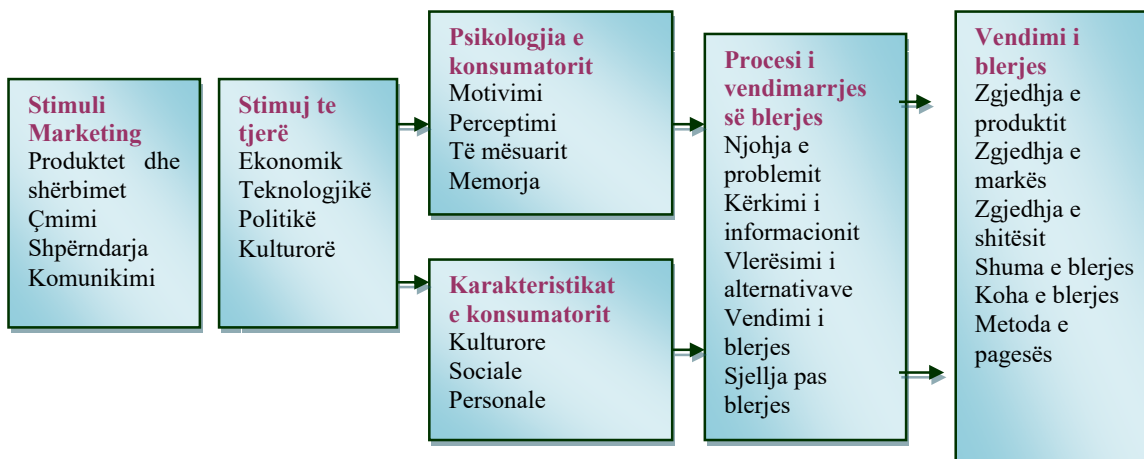 Stimuli
Marketing
Produktet dhe
shërbimet
Çmimi
Shpërndarja
Komunikimi
Stimuj te
tjerë
Ekonomik
Teknologjikë
Politikë
Kulturorë
Psikologjia e
konsumatorit
Motivimi
Perceptimi
Të mësuarit
Memorja
Karakteristikat
e konsumatorit
Kulturore
Sociale
Personale
Procesi i
vendimarrjes
së blerjes
Njohja e
problemit
Kërkimi i
informacionit
Vlerësimi i
alternativave
Vendimi i
blerjes
Sjellja pas
blerjes
Vendimi i
blerjes
Zgjedhja e
produktit
Zgjedhja e
markës
Zgjedhja e
shitësit
Shuma e blerjes
Koha e blerjes
Metoda e
pagesës